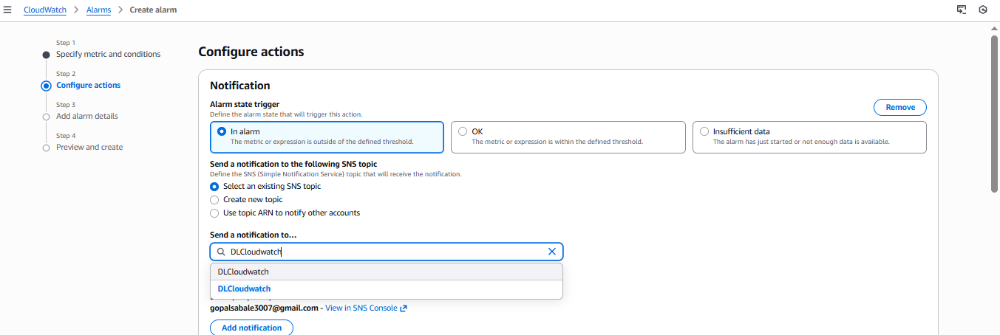 CloudWatch > Alarms > Create alarm
Step 1
Specify metric and conditions
Step 2
Configure actions
Step 3
Add alarm details
Step 4
Preview and create
Configure actions
Notification
Alarm state trigger
Define the alarm state that will trigger this action.
Remove
In alarm
The metric or expression is outside of the defined threshold.
OK
The metric or expression is within the defined threshold.
Insufficient data
The alarm has just started or not enough data is available.
Send a notification to the following SNS topic
Define the SNS (Simple Notification Service) topic that will receive the notification.
Select an existing SNS topic
Create new topic
Use topic ARN to notify other accounts
Send a notification to...
DLCloudwatch
DLCloudwatch
DLCloudwatch
gopalsabale3007@gmail.com - View in SNS Console
Add notification